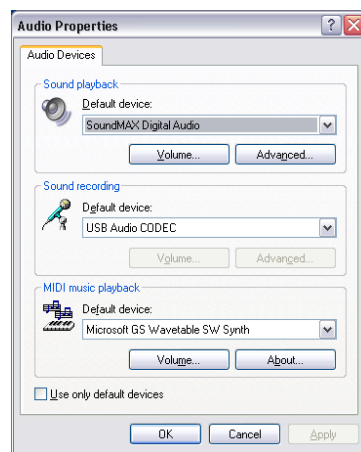 Audio Properties
Audio Devices
Sound playback
Default device:
SoundMAX Digital Audio
Volume...
Advanced...
Sound recording
Default device:
USB Audio CODEC
Volume...
Advanced...
MIDI music playback
Default device:
Microsoft GS Wavetable SW Synth
Volume...
About...
Use only default devices
OK
Cancel
Apply